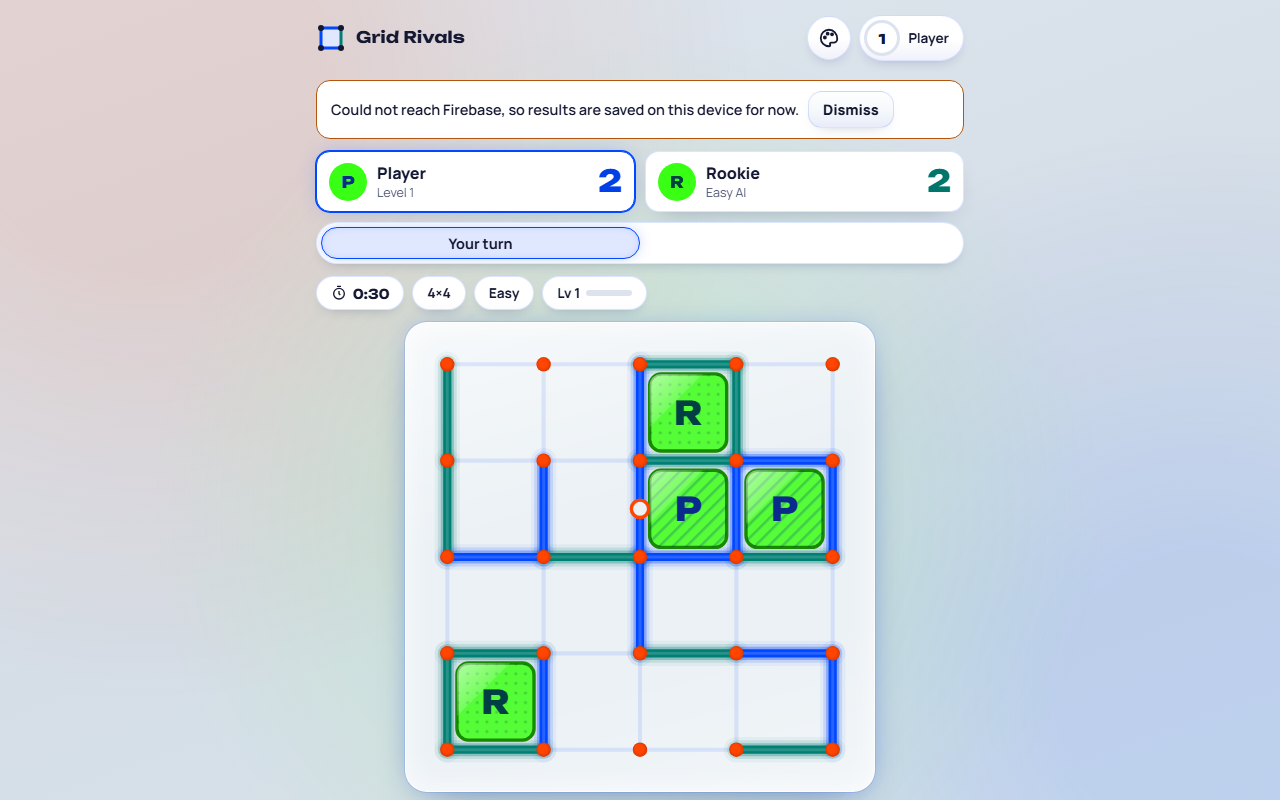 Grid Rivals
1 Player
Could not reach Firebase, so results are saved on this device for now. Dismiss
P Player 2
Level 1
R Rookie 2
Easy AI
Your turn
0:30 4×4 Easy Lv 1
R
P P
R